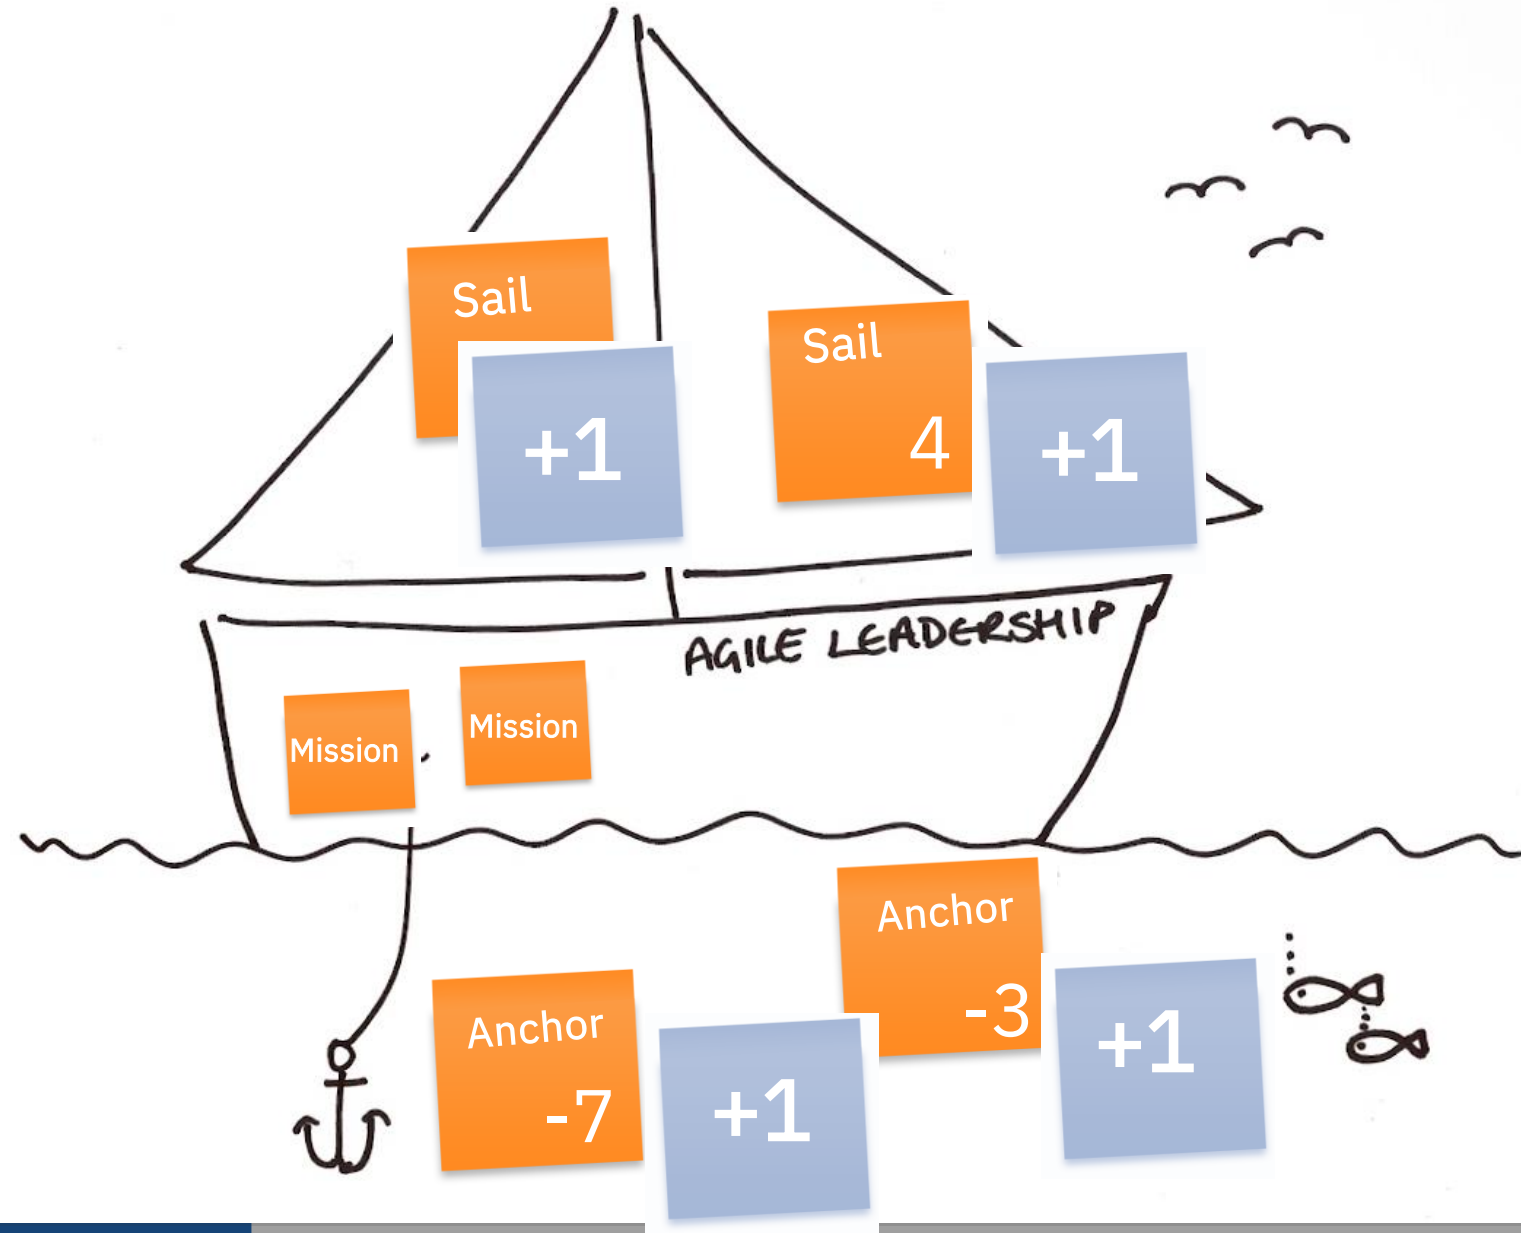 Sail
+1
Sail
4
+1
AGILE LEADERSHIP
Mission
Mission
Anchor
-3
+1
Anchor
-7
+1